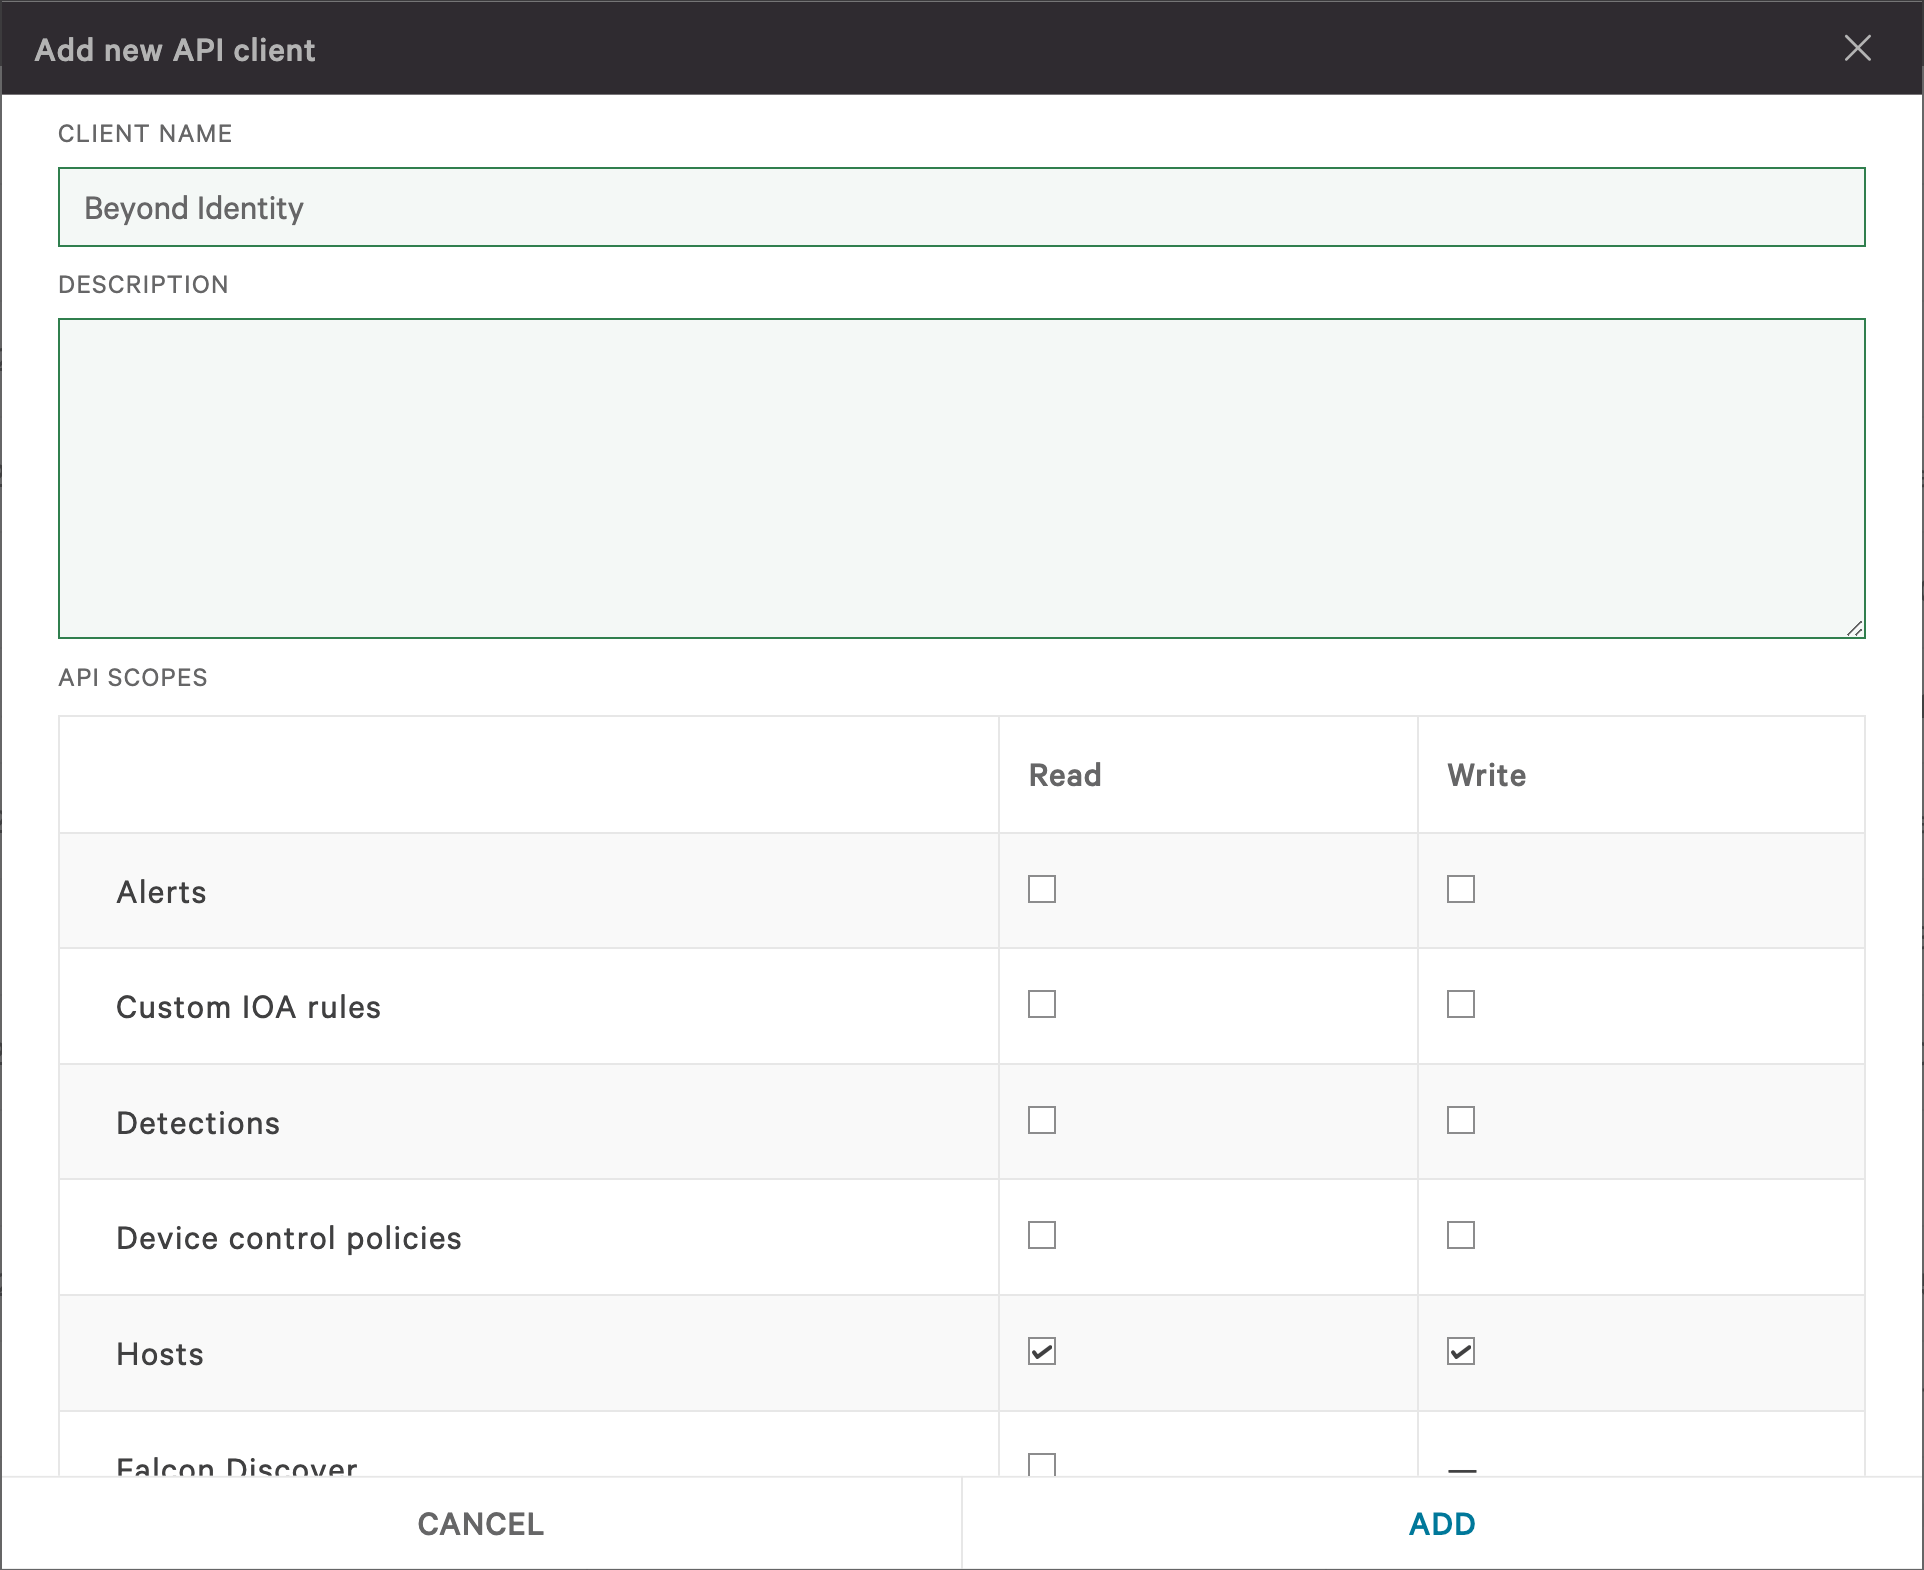 Add new API client
CLIENT NAME
Beyond Identity
DESCRIPTION
API SCOPES
Read Write
Alerts
Custom IOA rules
Detections
Device control policies
Hosts
Falcon Discover
CANCEL ADD